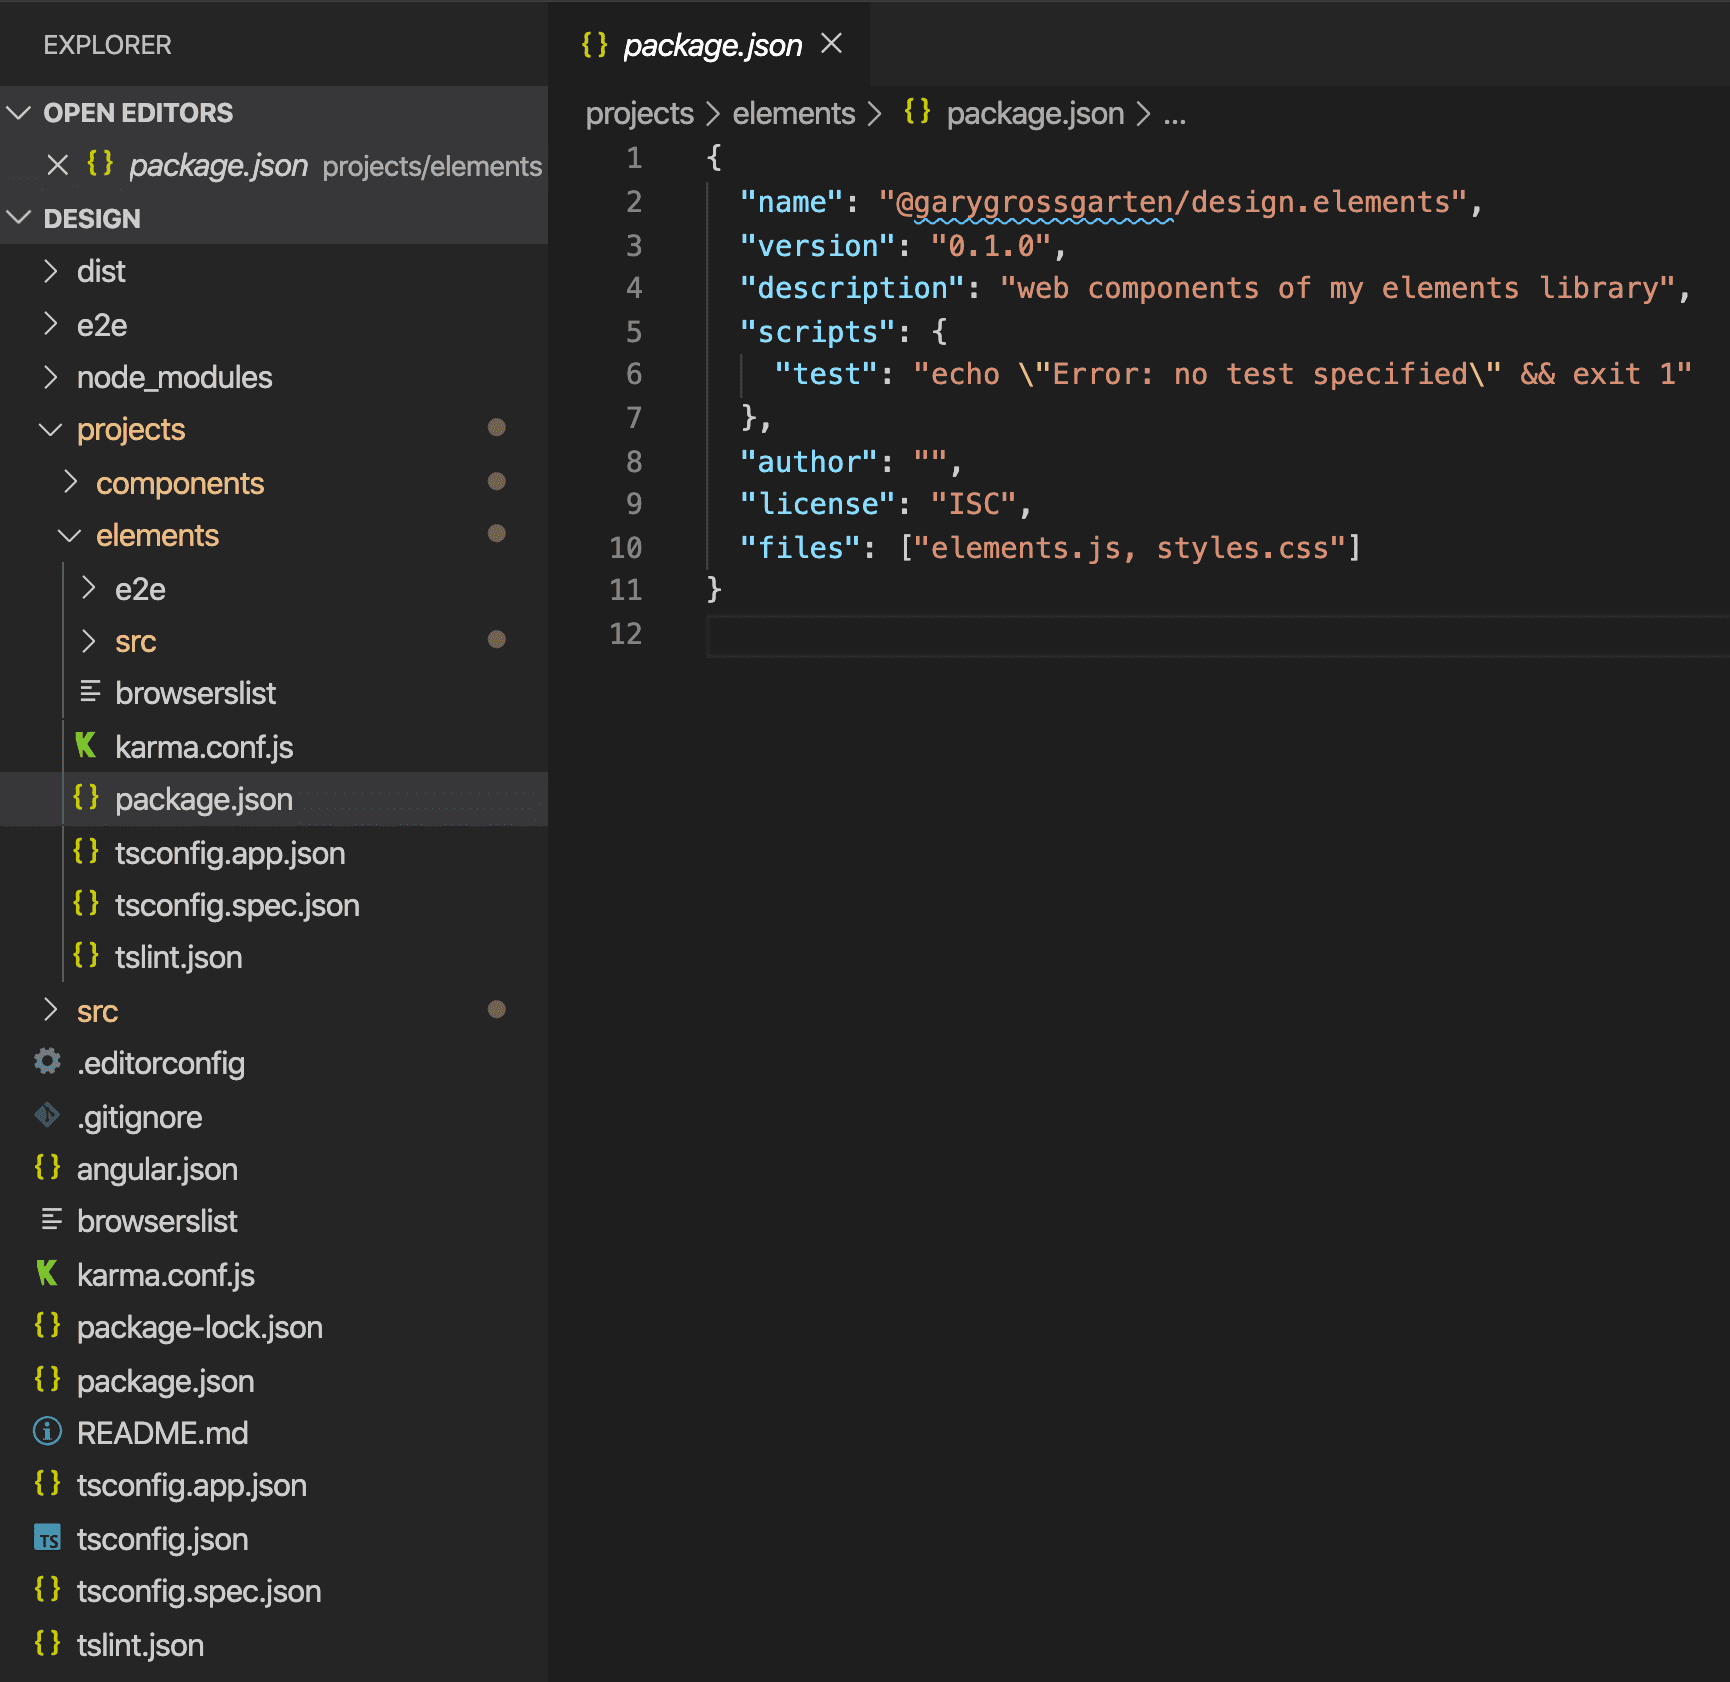 EXPLORER
OPEN EDITORS
package.json projects/elements
DESIGN
dist
e2e
node_modules
projects
components
elements
e2e
src
browserslist
karma.conf.js
package.json
tsconfig.app.json
tsconfig.spec.json
tslint.json
src
.editorconfig
.gitignore
angular.json
browserslist
karma.conf.js
package-lock.json
package.json
README.md
tsconfig.app.json
TS tsconfig.json
tsconfig.spec.json
tslint.json
{} package.json
projects > elements > {} package.json > ...
1 {
2 "name": "@garygrossgarten/design.elements",
3 "version": "0.1.0",
4 "description": "web components of my elements library",
5 "scripts": {
6 "test": "echo \"Error: no test specified\" && exit 1"
7 },
8 "author": "",
9 "license": "ISC",
10 "files": ["elements.js, styles.css"]
11 }
12